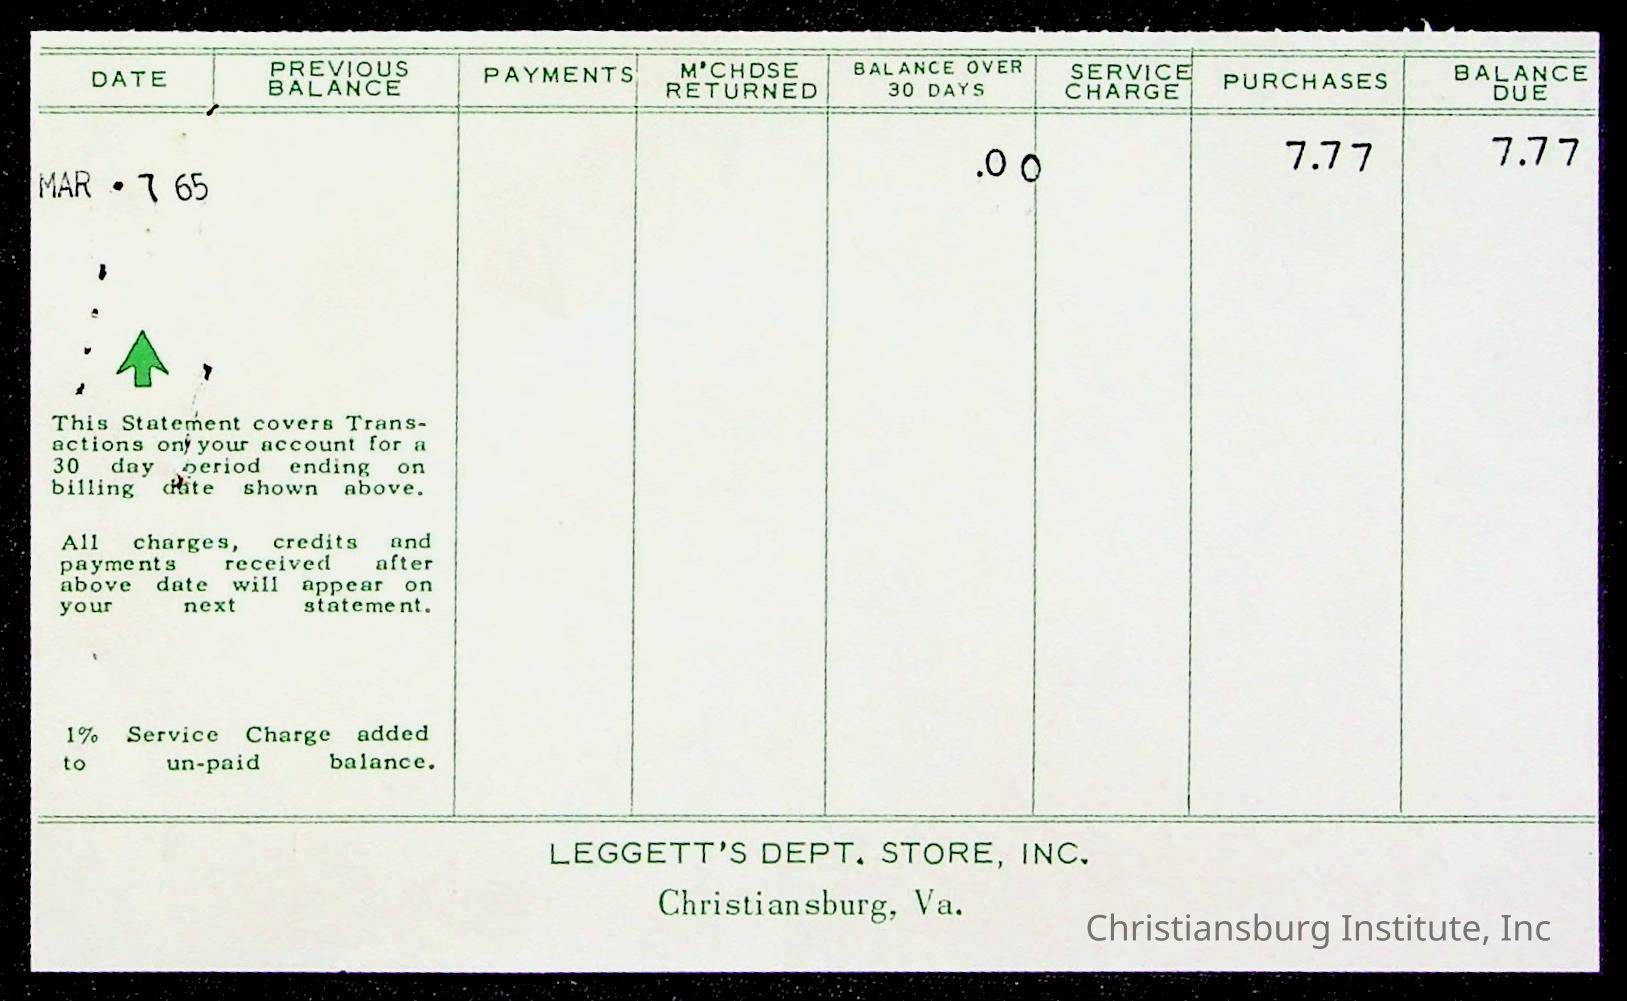 DATE PREVIOUS BALANCE PAYMENTS M'CHDSE RETURNED BALANCE OVER 30 DAYS SERVICE CHARGE PURCHASES BALANCE DUE
MAR • 7 65 .00 7.77 7.77
This Statement covers Trans-
actions on your account for a
30 day period ending on
billing date shown above.
All charges, credits and
payments received after
above date will appear on
your next statement.
1% Service Charge added
to un-paid balance.
LEGGETT'S DEPT. STORE, INC.
Christiansburg, Va.
Christiansburg Institute, Inc